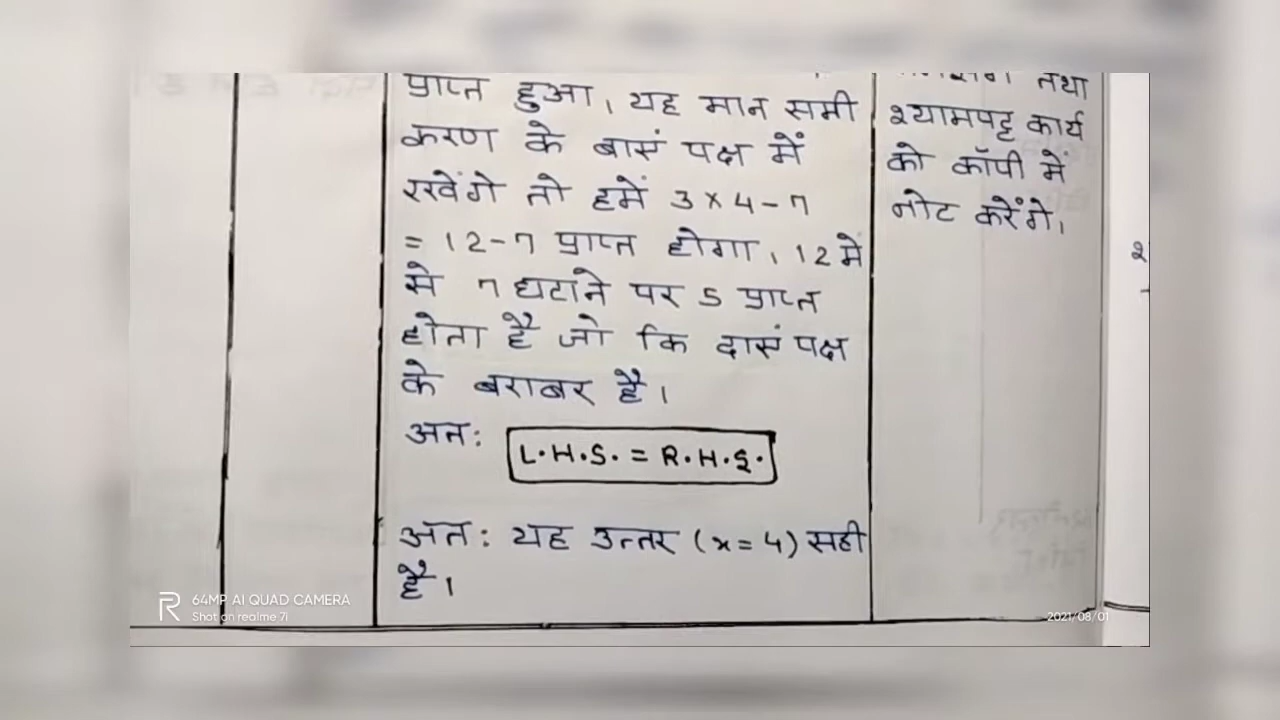 प्राप्त हुआ, यह मान समी
करण के बाएं पक्ष में
रखेंगे तो हमें 3 × 4 - 7
= 12 - 7 प्राप्त होगा, 12 में
से 7 घटाने पर 5 प्राप्त
होता है जो कि दाएं पक्ष
के बराबर है।
अत:
L.H.S. = R.H.S.
अत: यह उत्तर (x = 4) सही
है।
तथा
श्यामपट्ट कार्य
को कॉपी में
नोट करेंगे,
64MP AI QUAD CAMERA
Shot on realme 7i
2021/08/01